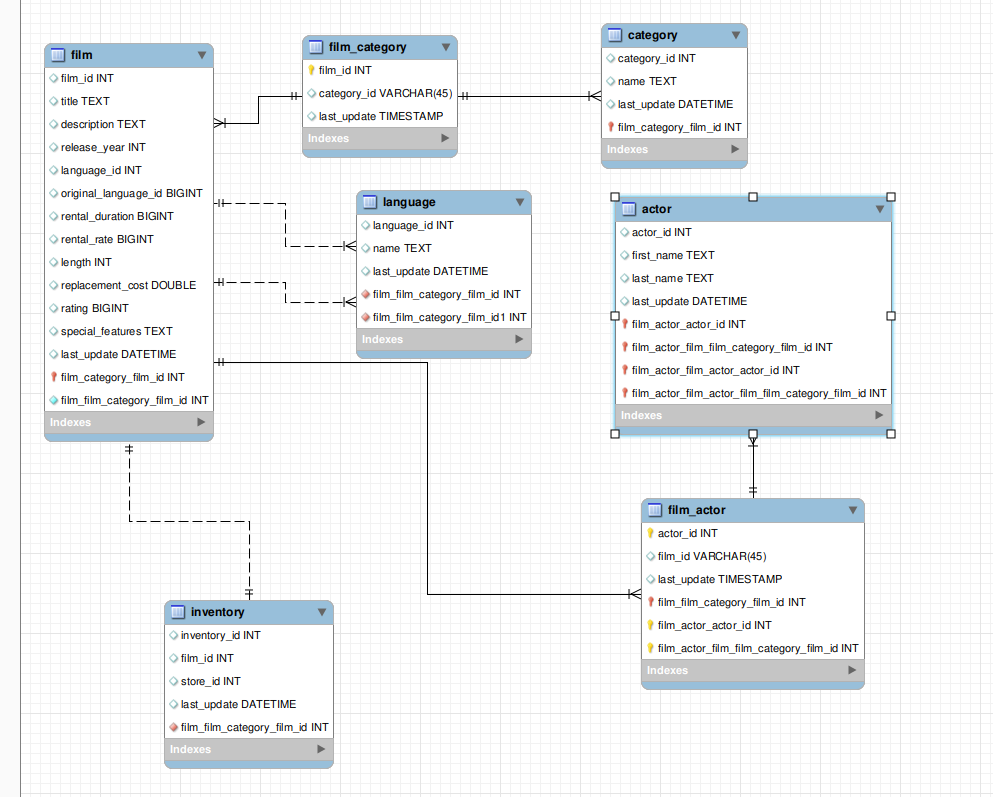 film
film_id INT
title TEXT
description TEXT
release_year INT
language_id INT
original_language_id BIGINT
rental_duration BIGINT
rental_rate BIGINT
length INT
replacement_cost DOUBLE
rating BIGINT
special_features TEXT
last_update DATETIME
film_category_film_id INT
film_film_category_film_id INT
Indexes
film_category
film_id INT
category_id VARCHAR(45)
last_update TIMESTAMP
Indexes
category
category_id INT
name TEXT
last_update DATETIME
film_category_film_id INT
Indexes
language
language_id INT
name TEXT
last_update DATETIME
film_film_category_film_id INT
film_film_category_film_id1 INT
Indexes
actor
actor_id INT
first_name TEXT
last_name TEXT
last_update DATETIME
film_actor_actor_id INT
film_actor_film_film_category_film_id INT
film_actor_film_actor_actor_id INT
film_actor_film_actor_film_film_category_film_id INT
Indexes
film_actor
actor_id INT
film_id VARCHAR(45)
last_update TIMESTAMP
film_film_category_film_id INT
film_actor_actor_id INT
film_actor_film_film_category_film_id INT
Indexes
inventory
inventory_id INT
film_id INT
store_id INT
last_update DATETIME
film_film_category_film_id INT
Indexes